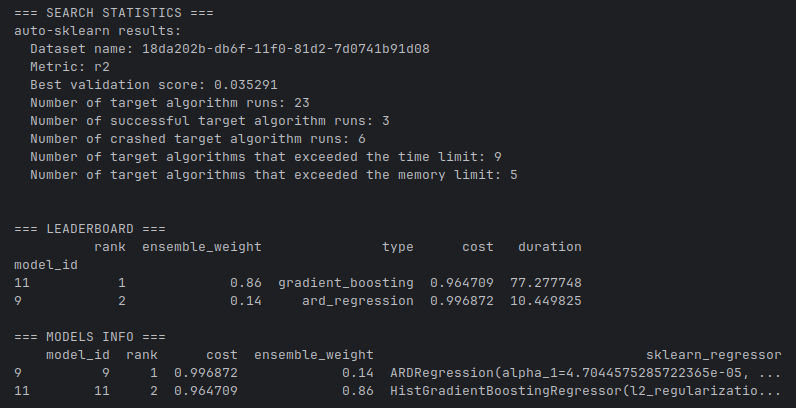 === SEARCH STATISTICS ===
auto-sklearn results:
  Dataset name: 18da202b-db6f-11f0-81d2-7d0741b91d08
  Metric: r2
  Best validation score: 0.035291
  Number of target algorithm runs: 23
  Number of successful target algorithm runs: 3
  Number of crashed target algorithm runs: 6
  Number of target algorithms that exceeded the time limit: 9
  Number of target algorithms that exceeded the memory limit: 5
=== LEADERBOARD ===
          rank  ensemble_weight               type      cost   duration
model_id
11           1             0.86  gradient_boosting  0.964709  77.277748
9            2             0.14     ard_regression  0.996872  10.449825
=== MODELS INFO ===
    model_id  rank      cost  ensemble_weight                                  sklearn_regressor
9          9     1  0.996872             0.14  ARDRegression(alpha_1=4.7044575285722365e-05, ...
11        11     2  0.964709             0.86  HistGradientBoostingRegressor(l2_regularizatio...